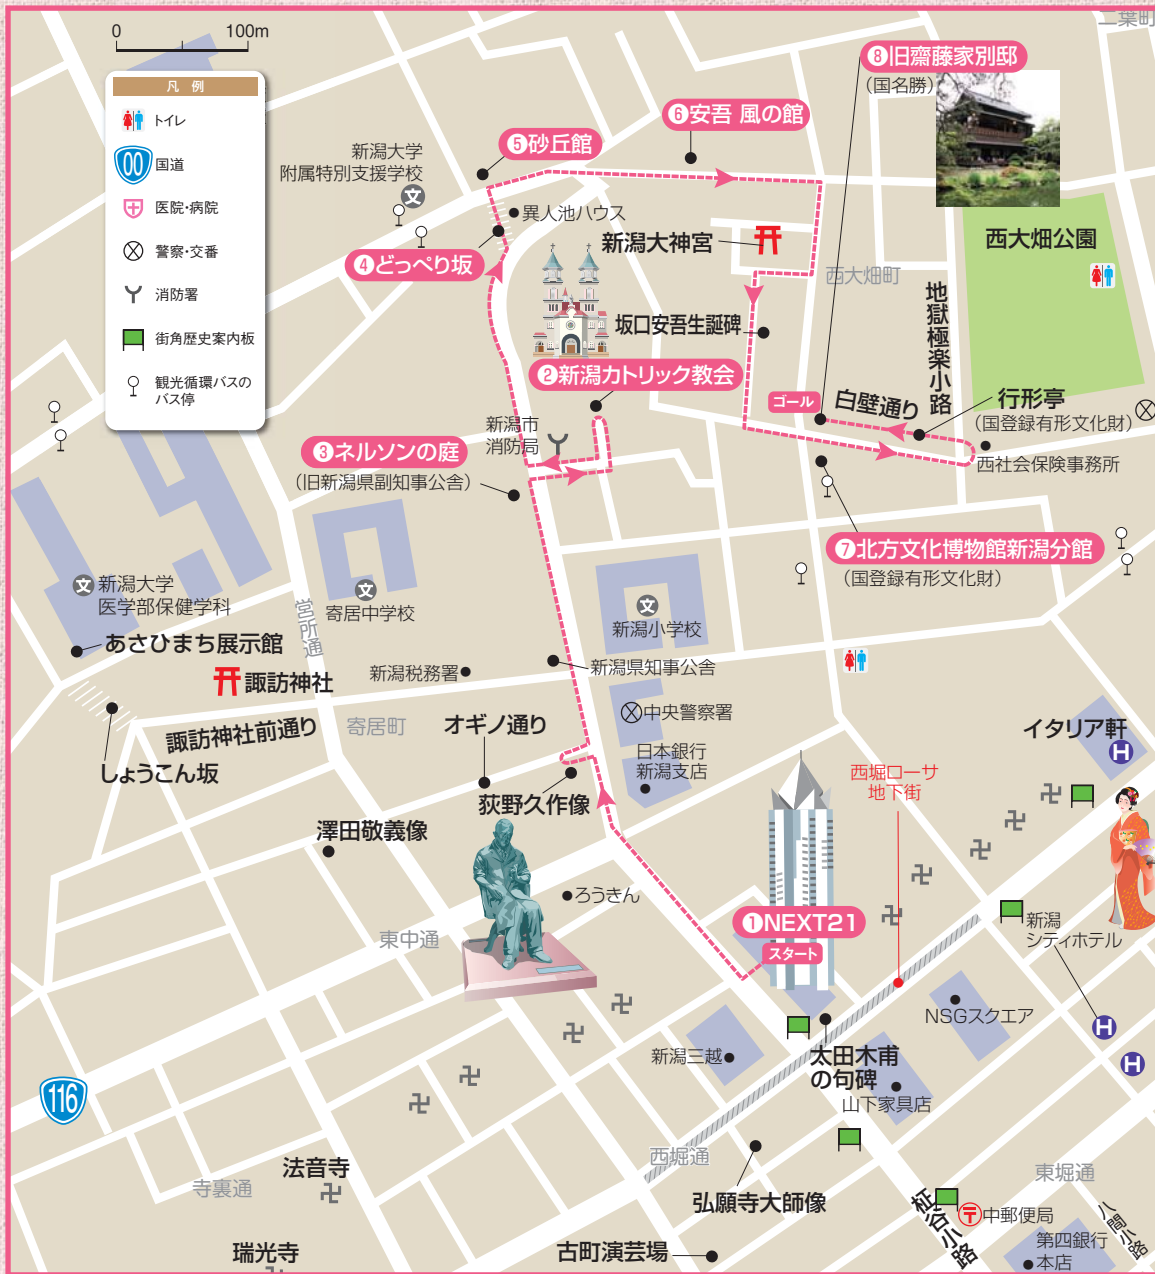 0 100m
凡 例
トイレ
00 国道
医院・病院
警察・交番
消防署
街角歴史案内板
観光循環バスの
バス停
二葉町
❽旧齋藤家別邸
(国名勝)
❻安吾 風の館
❺砂丘館
新潟大学
附属特別支援学校
文
異人池ハウス
新潟大神宮
❹どっぺり坂
西大畑公園
西大畑町
地獄極楽小路
坂口安吾生誕碑
❷新潟カトリック教会
ゴール
白壁通り
行形亭
(国登録有形文化財)
西社会保険事務所
新潟市
消防局
❸ネルソンの庭
(旧新潟県副知事公舎)
❼北方文化博物館新潟分館
(国登録有形文化財)
文 新潟大学
医学部保健学科
文
寄居中学校
文
新潟小学校
営所通
あさひまち展示館
諏訪神社
新潟税務署
新潟県知事公舎
中央警察署
諏訪神社前通り
寄居町
オギノ通り
しょうこん坂
日本銀行
新潟支店
イタリア軒
H
西堀ローサ
地下街
荻野久作像
澤田敬義像
ろうきん
❶NEXT21
スタート
東中通
新潟
シティホテル
NSGスクエア
H
H
新潟三越
太田木甫
の句碑
山下家具店
116
西堀通
法音寺
寺裏通
弘願寺大師像
東堀通
柾谷小路
中郵便局
八間小路
瑞光寺
古町演芸場
第四銀行
本店